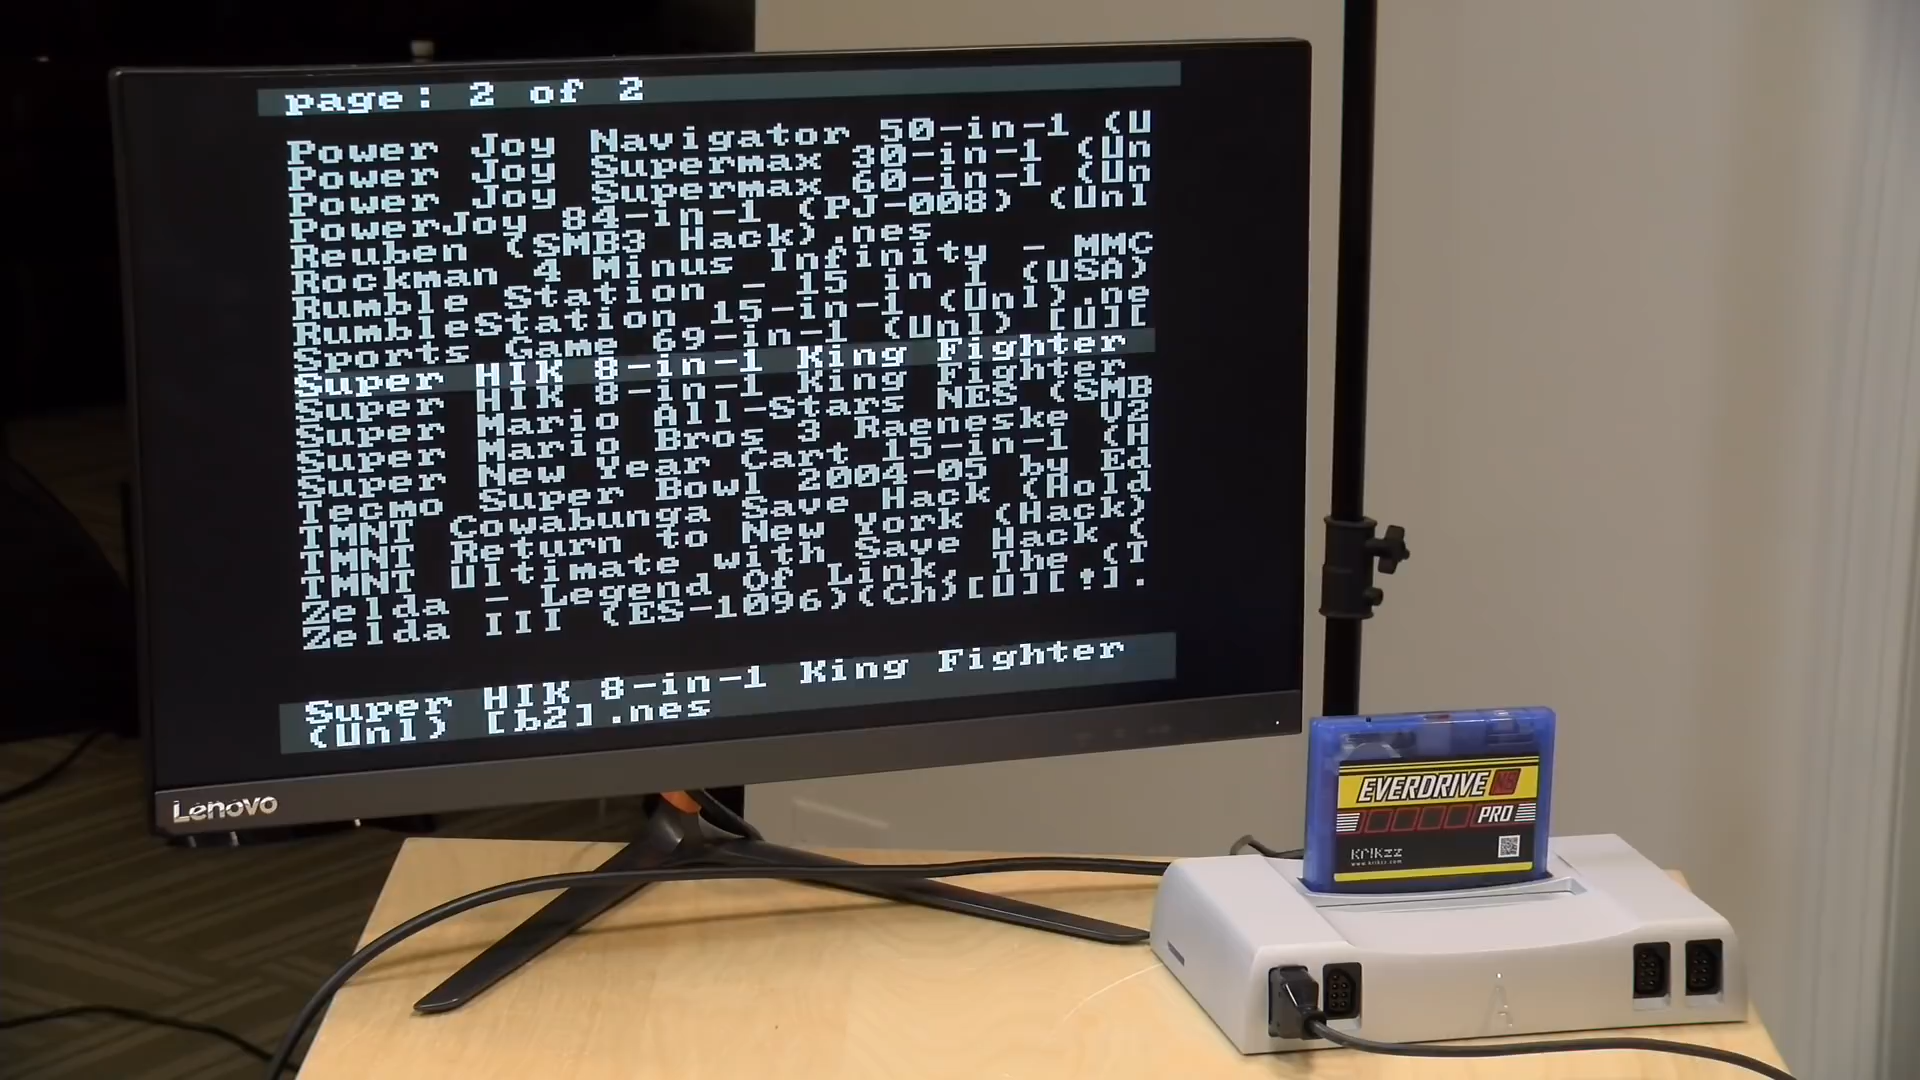 page: 2 of 2
Power Joy Navigator 50-in-1 (U
Power Joy Supermax 30-in-1 (Un
Power Joy Supermax 60-in-1 (Un
PowerJoy 84-in-1 (PJ-008) (Unl
Reuben (SMB3 Hack).nes
Rockman 4 Minus Infinity - MMC
Rumble Station - 15 in 1 (USA)
RumbleStation 15-in-1 (Unl).ne
Sports Game 69-in-1 (Unl) [U][
Super HIK 8-in-1 King Fighter
Super HIK 8-in-1 King Fighter
Super Mario All-Stars NES (SMB
Super Mario Bros 3 Raeneske V2
Super New Year Cart 15-in-1 (H
Tecmo Super Bowl 2004-05 by Ed
TMNT Cowabunga Save Hack (Hold
TMNT Return to New York (Hack)
TMNT Ultimate with Save Hack (
Zelda - Legend Of Link, The (T
Zelda III (ES-1096)(Ch)[U][!].
Super HIK 8-in-1 King Fighter
(Unl) [b2].nes
Lenovo
EVERDRIVE N8
PRO
krikzz
www.krikzz.com